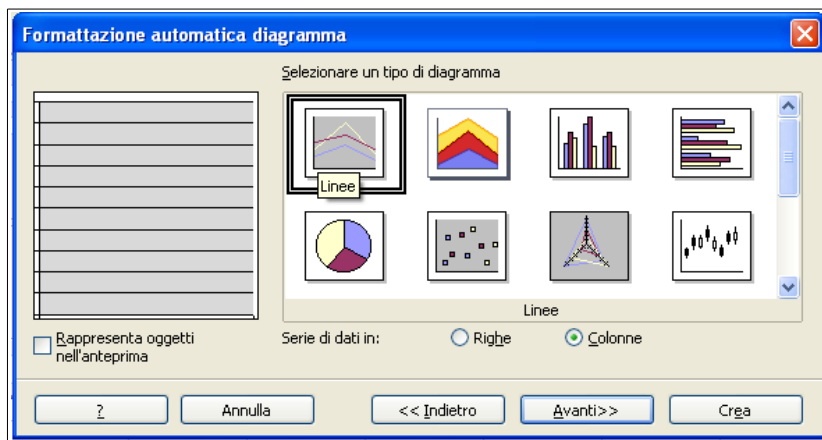 Formattazione automatica diagramma
Selezionare un tipo di diagramma
Linee
Linee
Rappresenta oggetti
nell'anteprima
Serie di dati in:
Righe
Colonne
?
Annulla
<< Indietro
Avanti>>
Crea